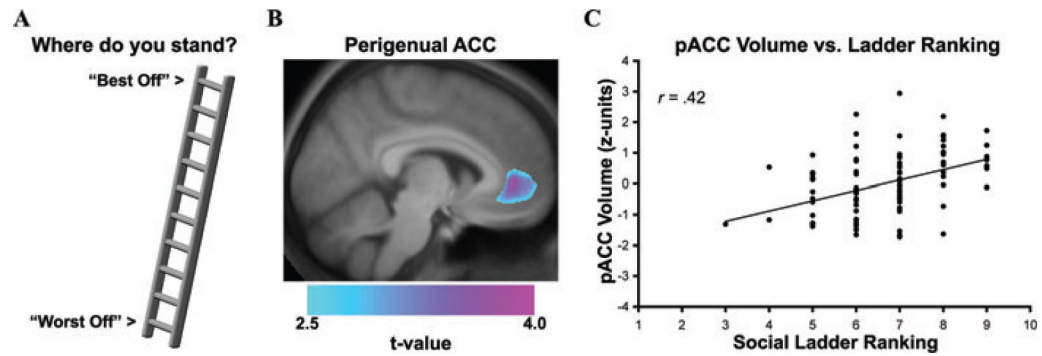 A
Where do you stand?
“Best Off” >
“Worst Off” >
B
Perigenual ACC
2.5
4.0
t-value
C
pACC Volume vs. Ladder Ranking
r = .42
pACC Volume (z-units)
4
3
2
1
0
-1
-2
-3
-4
1 2 3 4 5 6 7 8 9 10
Social Ladder Ranking